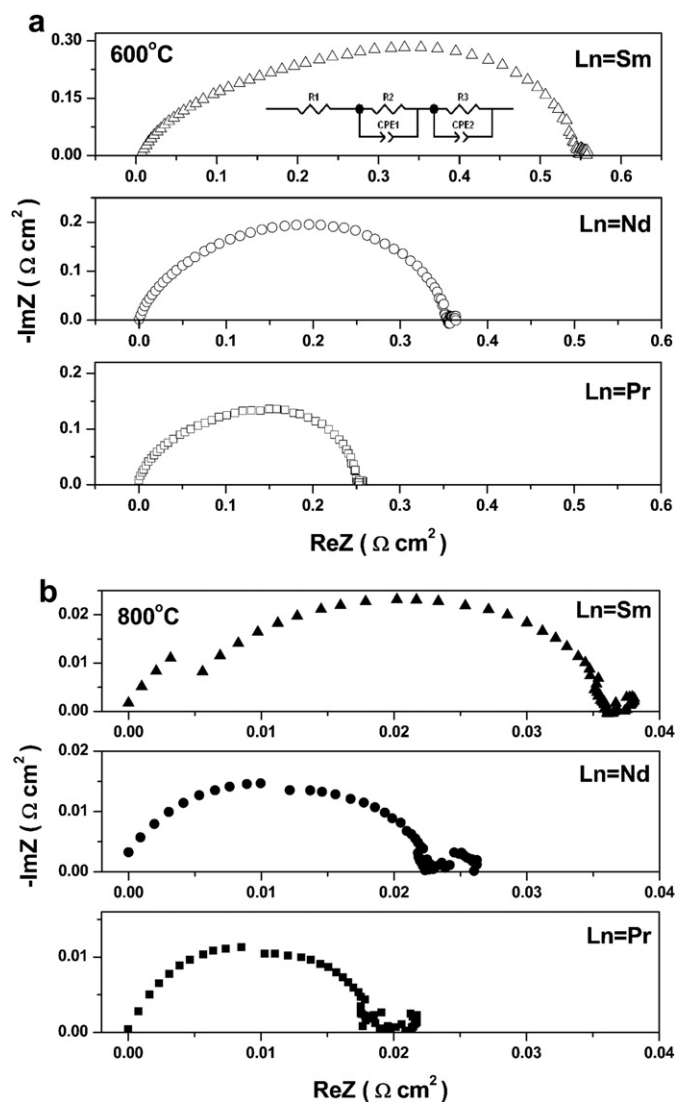 a
600°C
Ln=Sm
0.30
0.15
0.00
R1 R2 R3
CPE1 CPE2
0.0 0.1 0.2 0.3 0.4 0.5 0.6
Ln=Nd
0.2
0.1
0.0
0.0 0.1 0.2 0.3 0.4 0.5 0.6
-ImZ ( Ω cm²)
Ln=Pr
0.2
0.1
0.0
0.0 0.1 0.2 0.3 0.4 0.5 0.6
ReZ ( Ω cm²)
b
800°C
Ln=Sm
0.02
0.01
0.00
0.00 0.01 0.02 0.03 0.04
Ln=Nd
0.02
0.01
0.00
0.00 0.01 0.02 0.03 0.04
-ImZ ( Ω cm²)
Ln=Pr
0.01
0.00
0.00 0.01 0.02 0.03 0.04
ReZ ( Ω cm²)